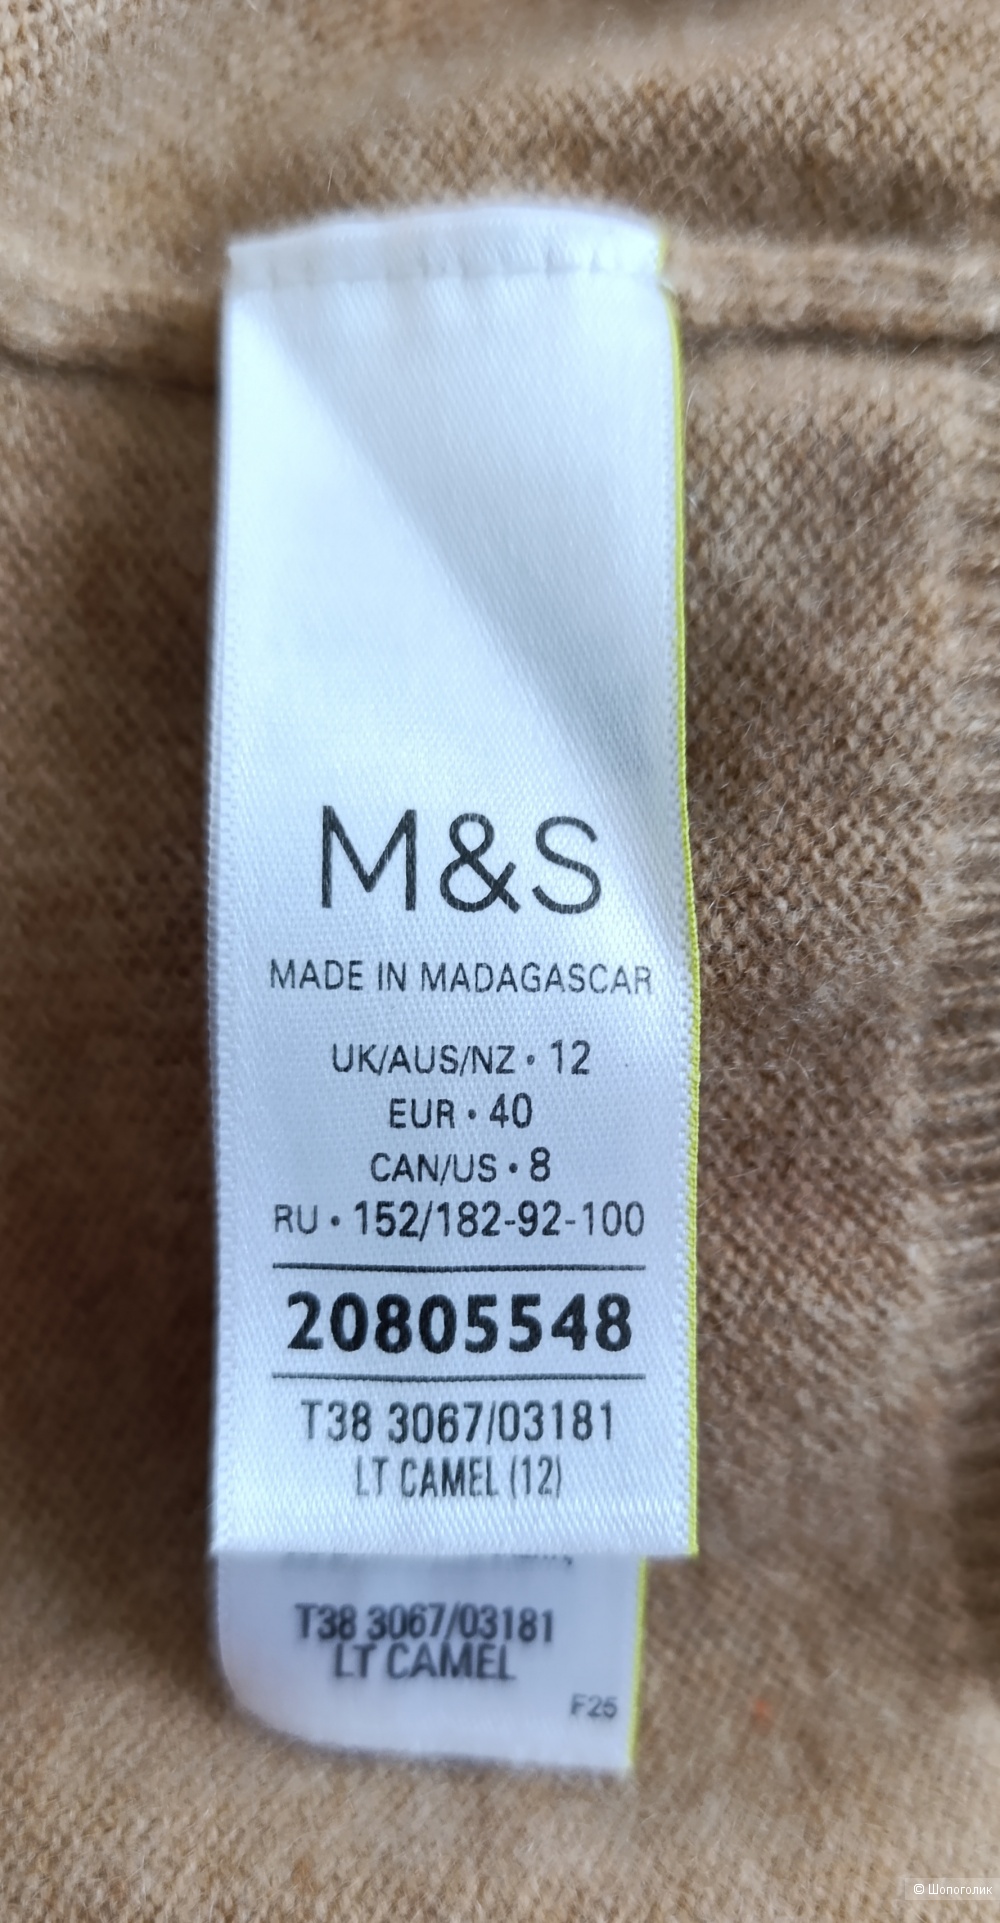 M&S
MADE IN MADAGASCAR
UK/AUS/NZ • 12
EUR • 40
CAN/US • 8
RU • 152/182-92-100
20805548
T38 3067/03181
LT CAMEL (12)
T38 3067/03181
LT CAMEL
F25
© Шопоголик